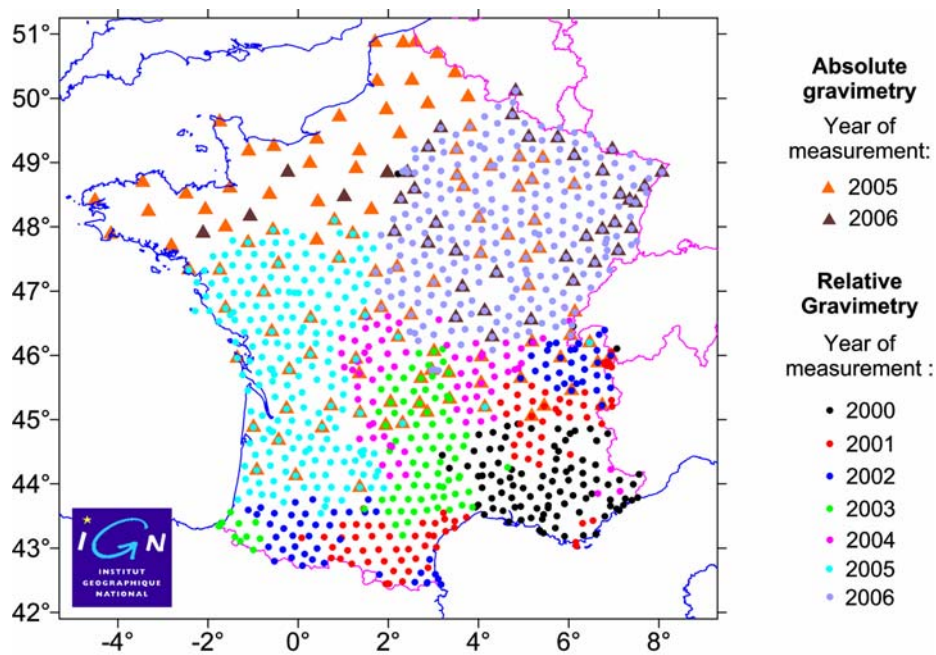 51°
50°
49°
48°
47°
46°
45°
44°
43°
42°
-4°
-2°
0°
2°
4°
6°
8°
IGN
INSTITUT
GEOGRAPHIQUE
NATIONAL
Absolute
gravimetry
Year of
measurement:
2005
2006
Relative
Gravimetry
Year of
measurement :
2000
2001
2002
2003
2004
2005
2006